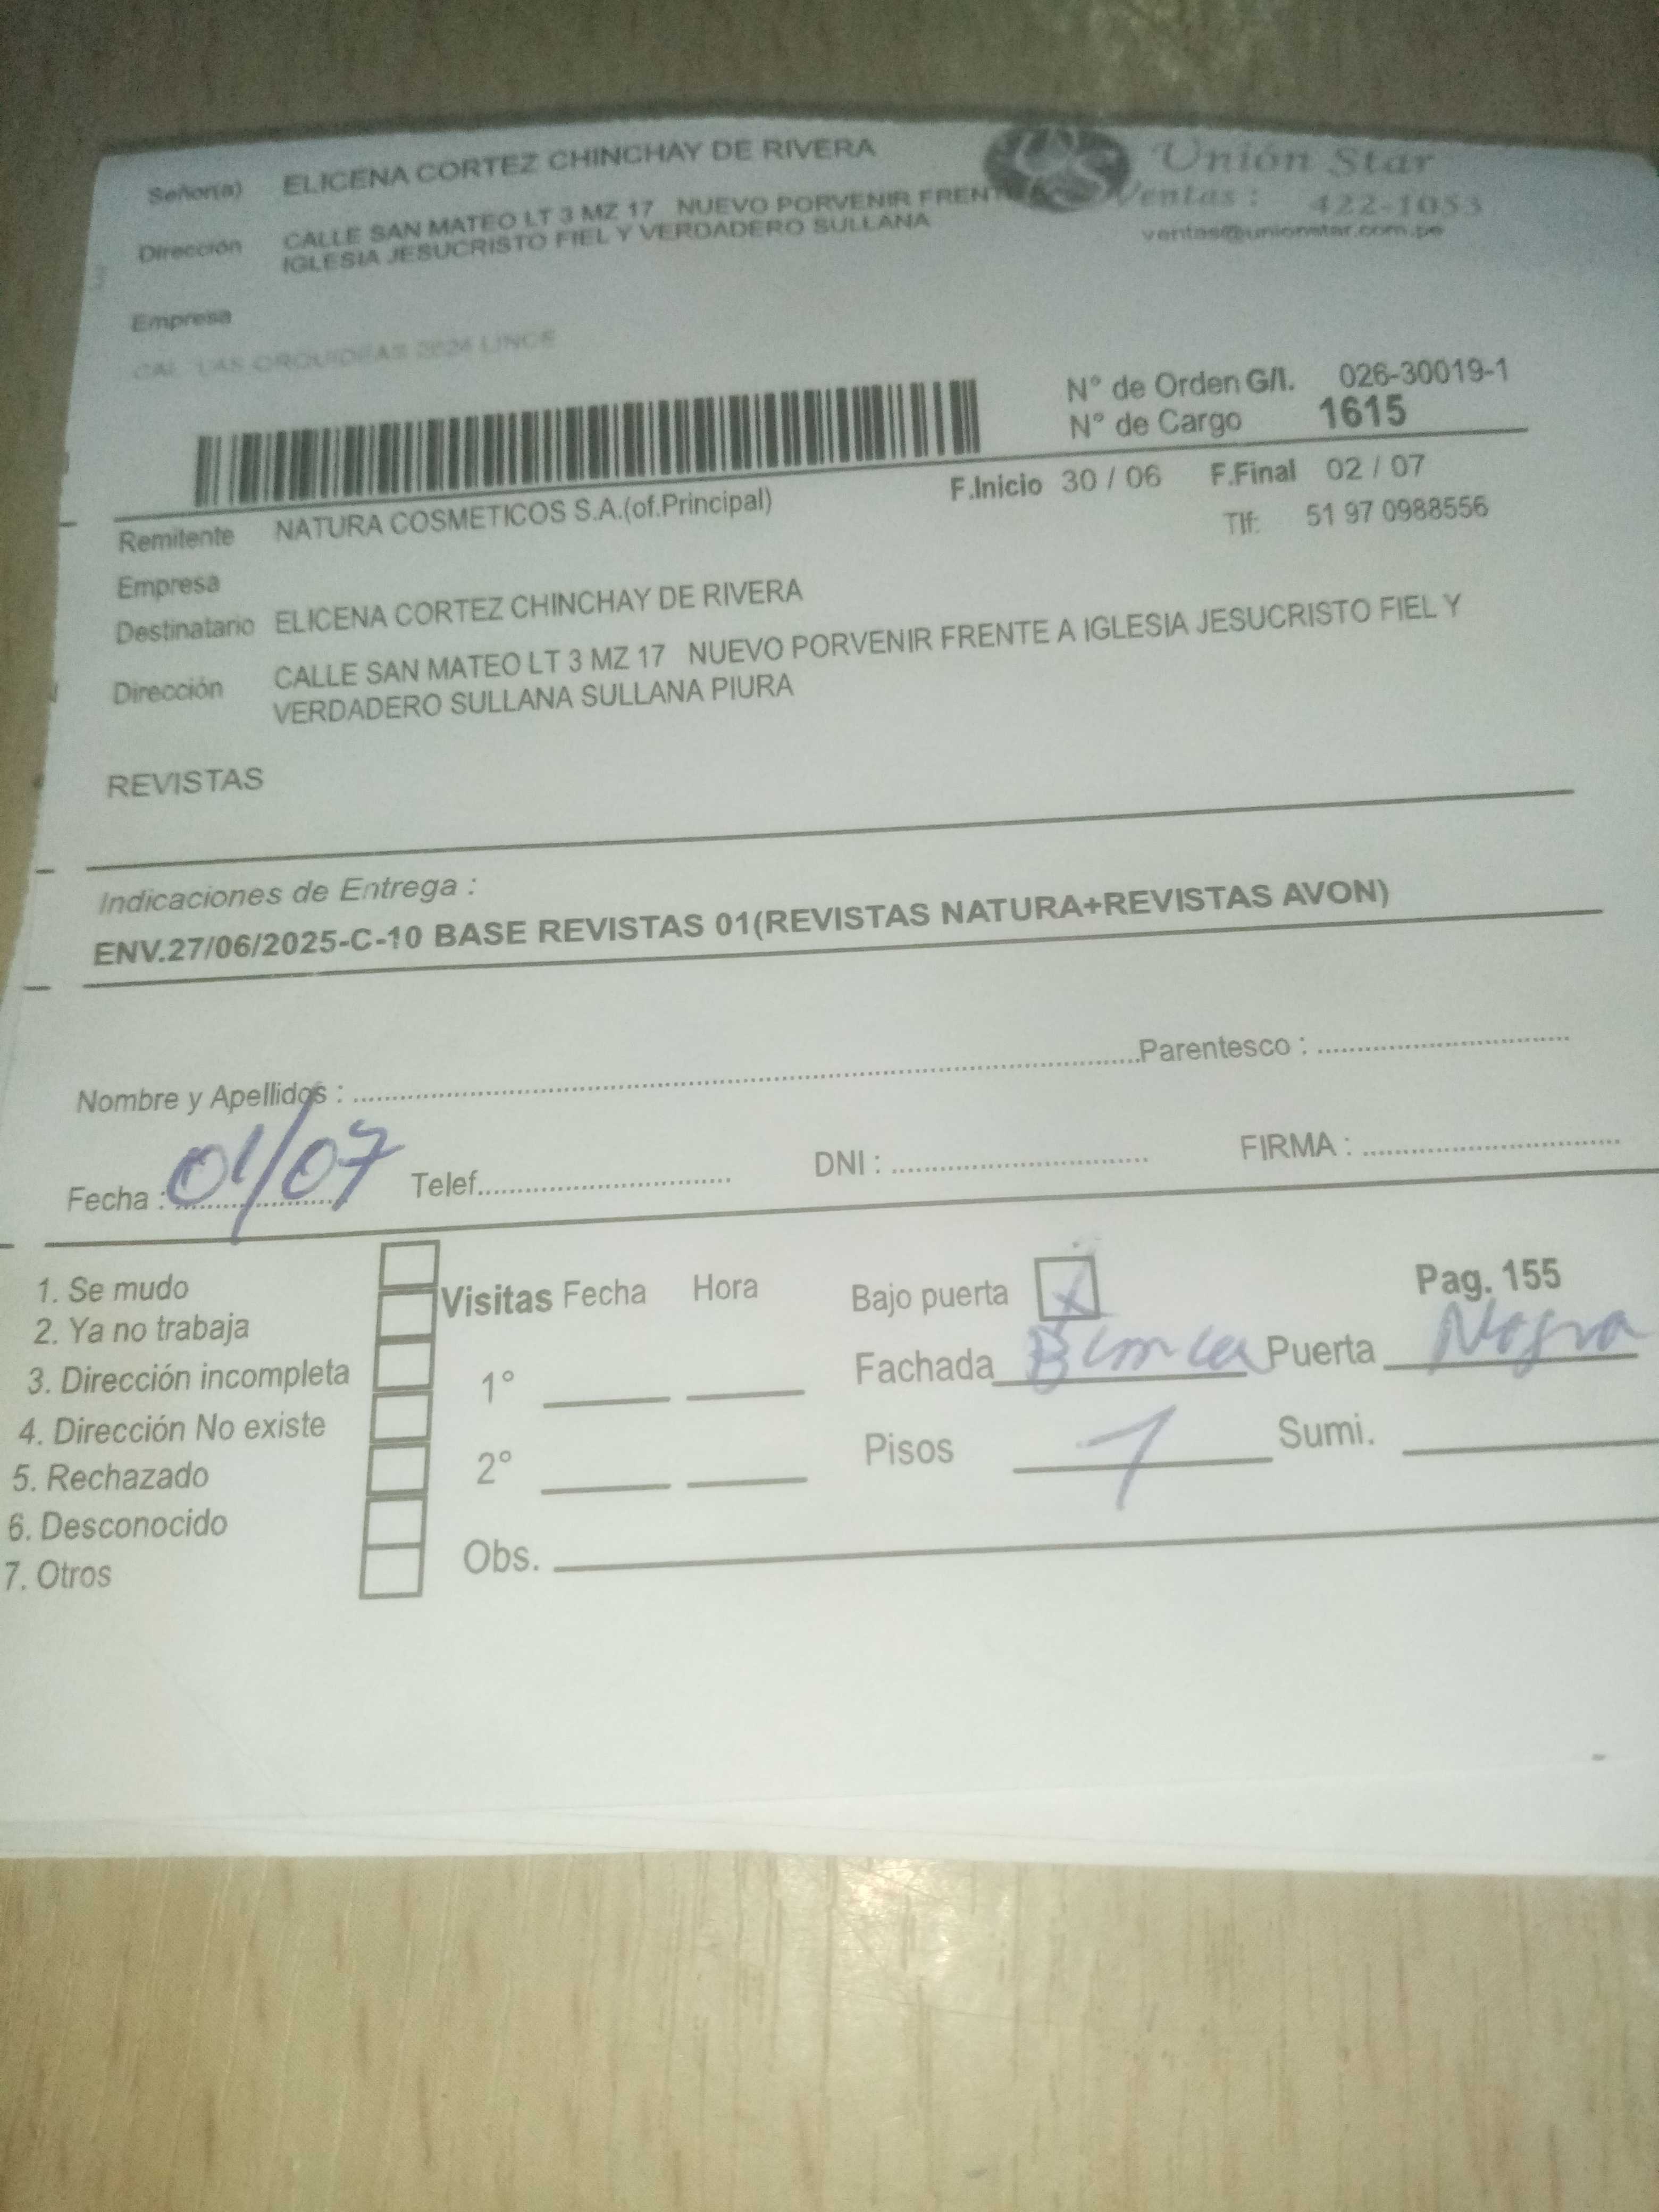 Señor(a) ELICENA CORTEZ CHINCHAY DE RIVERA
Unión Star
Ventas : 422-1053
ventas@unionstar.com.pe
Dirección CALLE SAN MATEO LT 3 MZ 17 NUEVO PORVENIR FRENT
IGLESIA JESUCRISTO FIEL Y VERDADERO SULLANA
Empresa
CAL. LAS ORQUIDEAS 2624 LINCE
N° de Orden G/I. 026-30019-1
N° de Cargo 1615
F.Inicio 30 / 06 F.Final 02 / 07
Remitente NATURA COSMETICOS S.A.(of.Principal)
Tlf: 51 97 0988556
Empresa
Destinatario ELICENA CORTEZ CHINCHAY DE RIVERA
Dirección CALLE SAN MATEO LT 3 MZ 17 NUEVO PORVENIR FRENTE A IGLESIA JESUCRISTO FIEL Y
VERDADERO SULLANA SULLANA PIURA
REVISTAS
Indicaciones de Entrega :
ENV.27/06/2025-C-10 BASE REVISTAS 01(REVISTAS NATURA+REVISTAS AVON)
Nombre y Apellidos : Parentesco :
Fecha : 01/07 Telef. DNI : FIRMA :
1. Se mudo
2. Ya no trabaja
3. Dirección incompleta
4. Dirección No existe
5. Rechazado
6. Desconocido
7. Otros
Visitas Fecha Hora
1°
2°
Obs.
Bajo puerta X Pag. 155
Fachada Blanca Puerta Negra
Pisos 1 Sumi.